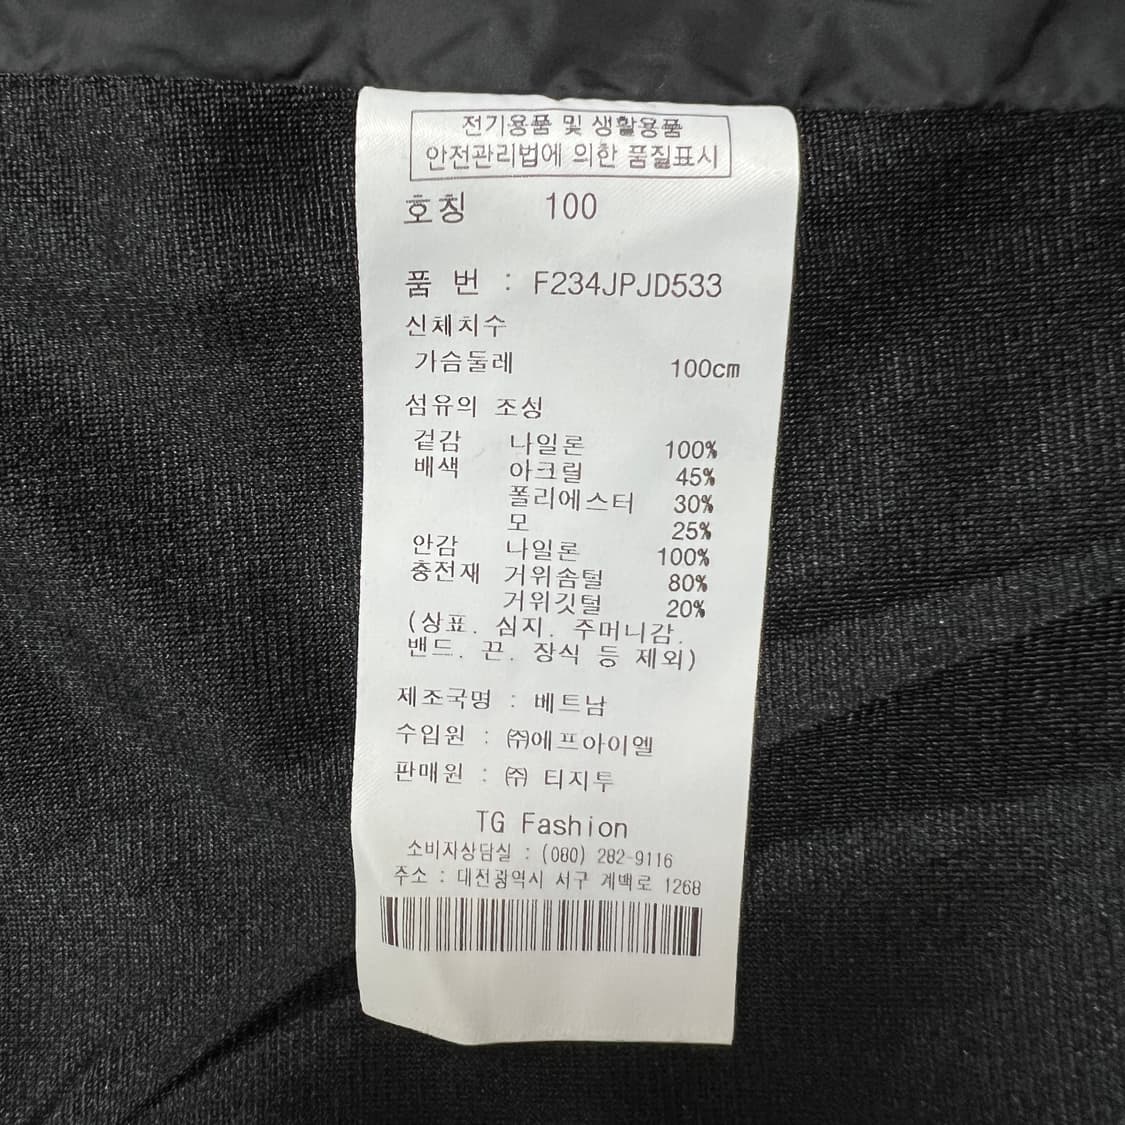 전기용품 및 생활용품
안전관리법에 의한 품질표시
호칭 100
품 번 : F234JPJD533
신체치수
가슴둘레 100cm
섬유의 조성
겉감 나일론 100%
배색 아크릴 45%
폴리에스터 30%
모 25%
안감 나일론 100%
충전재 거위솜털 80%
거위깃털 20%
(상표. 심지. 주머니감.
밴드. 끈. 장식 등 제외)
제조국명 : 베트남
수입원 : ㈜에프아이엘
판매원 : ㈜ 티지투
TG Fashion
소비자상담실 : (080) 282-9116
주소 : 대전광역시 서구 계백로 1268